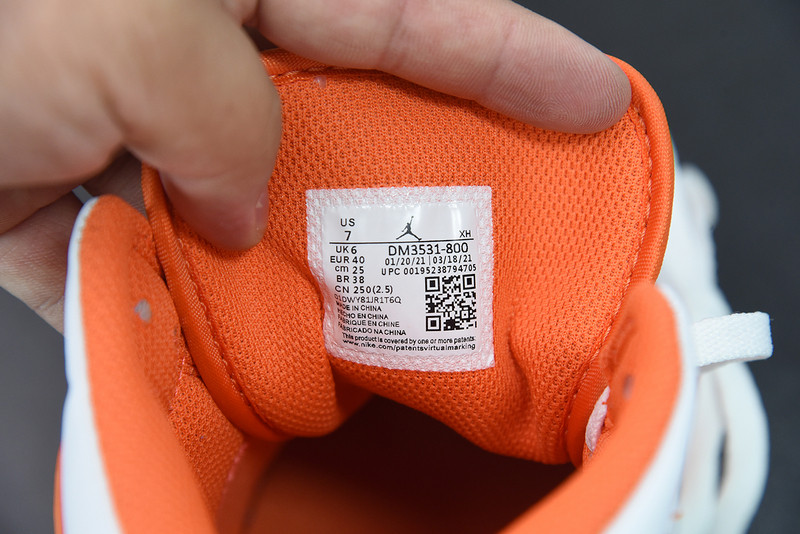 US
7 XH
UK 6 DM3531-800
EUR 40 01/20/21 03/18/21
cm 25 UPC 00195238794705
BR 38
CN 250(2.5)
01DWY81JR1T6Q
MADE IN CHINA
HECHO EN CHINA
FABRIQUE EN CHINE
FABRICADO NA CHINA
This product is covered by one or more patents:
www.nike.com/patentsvirtualmarking